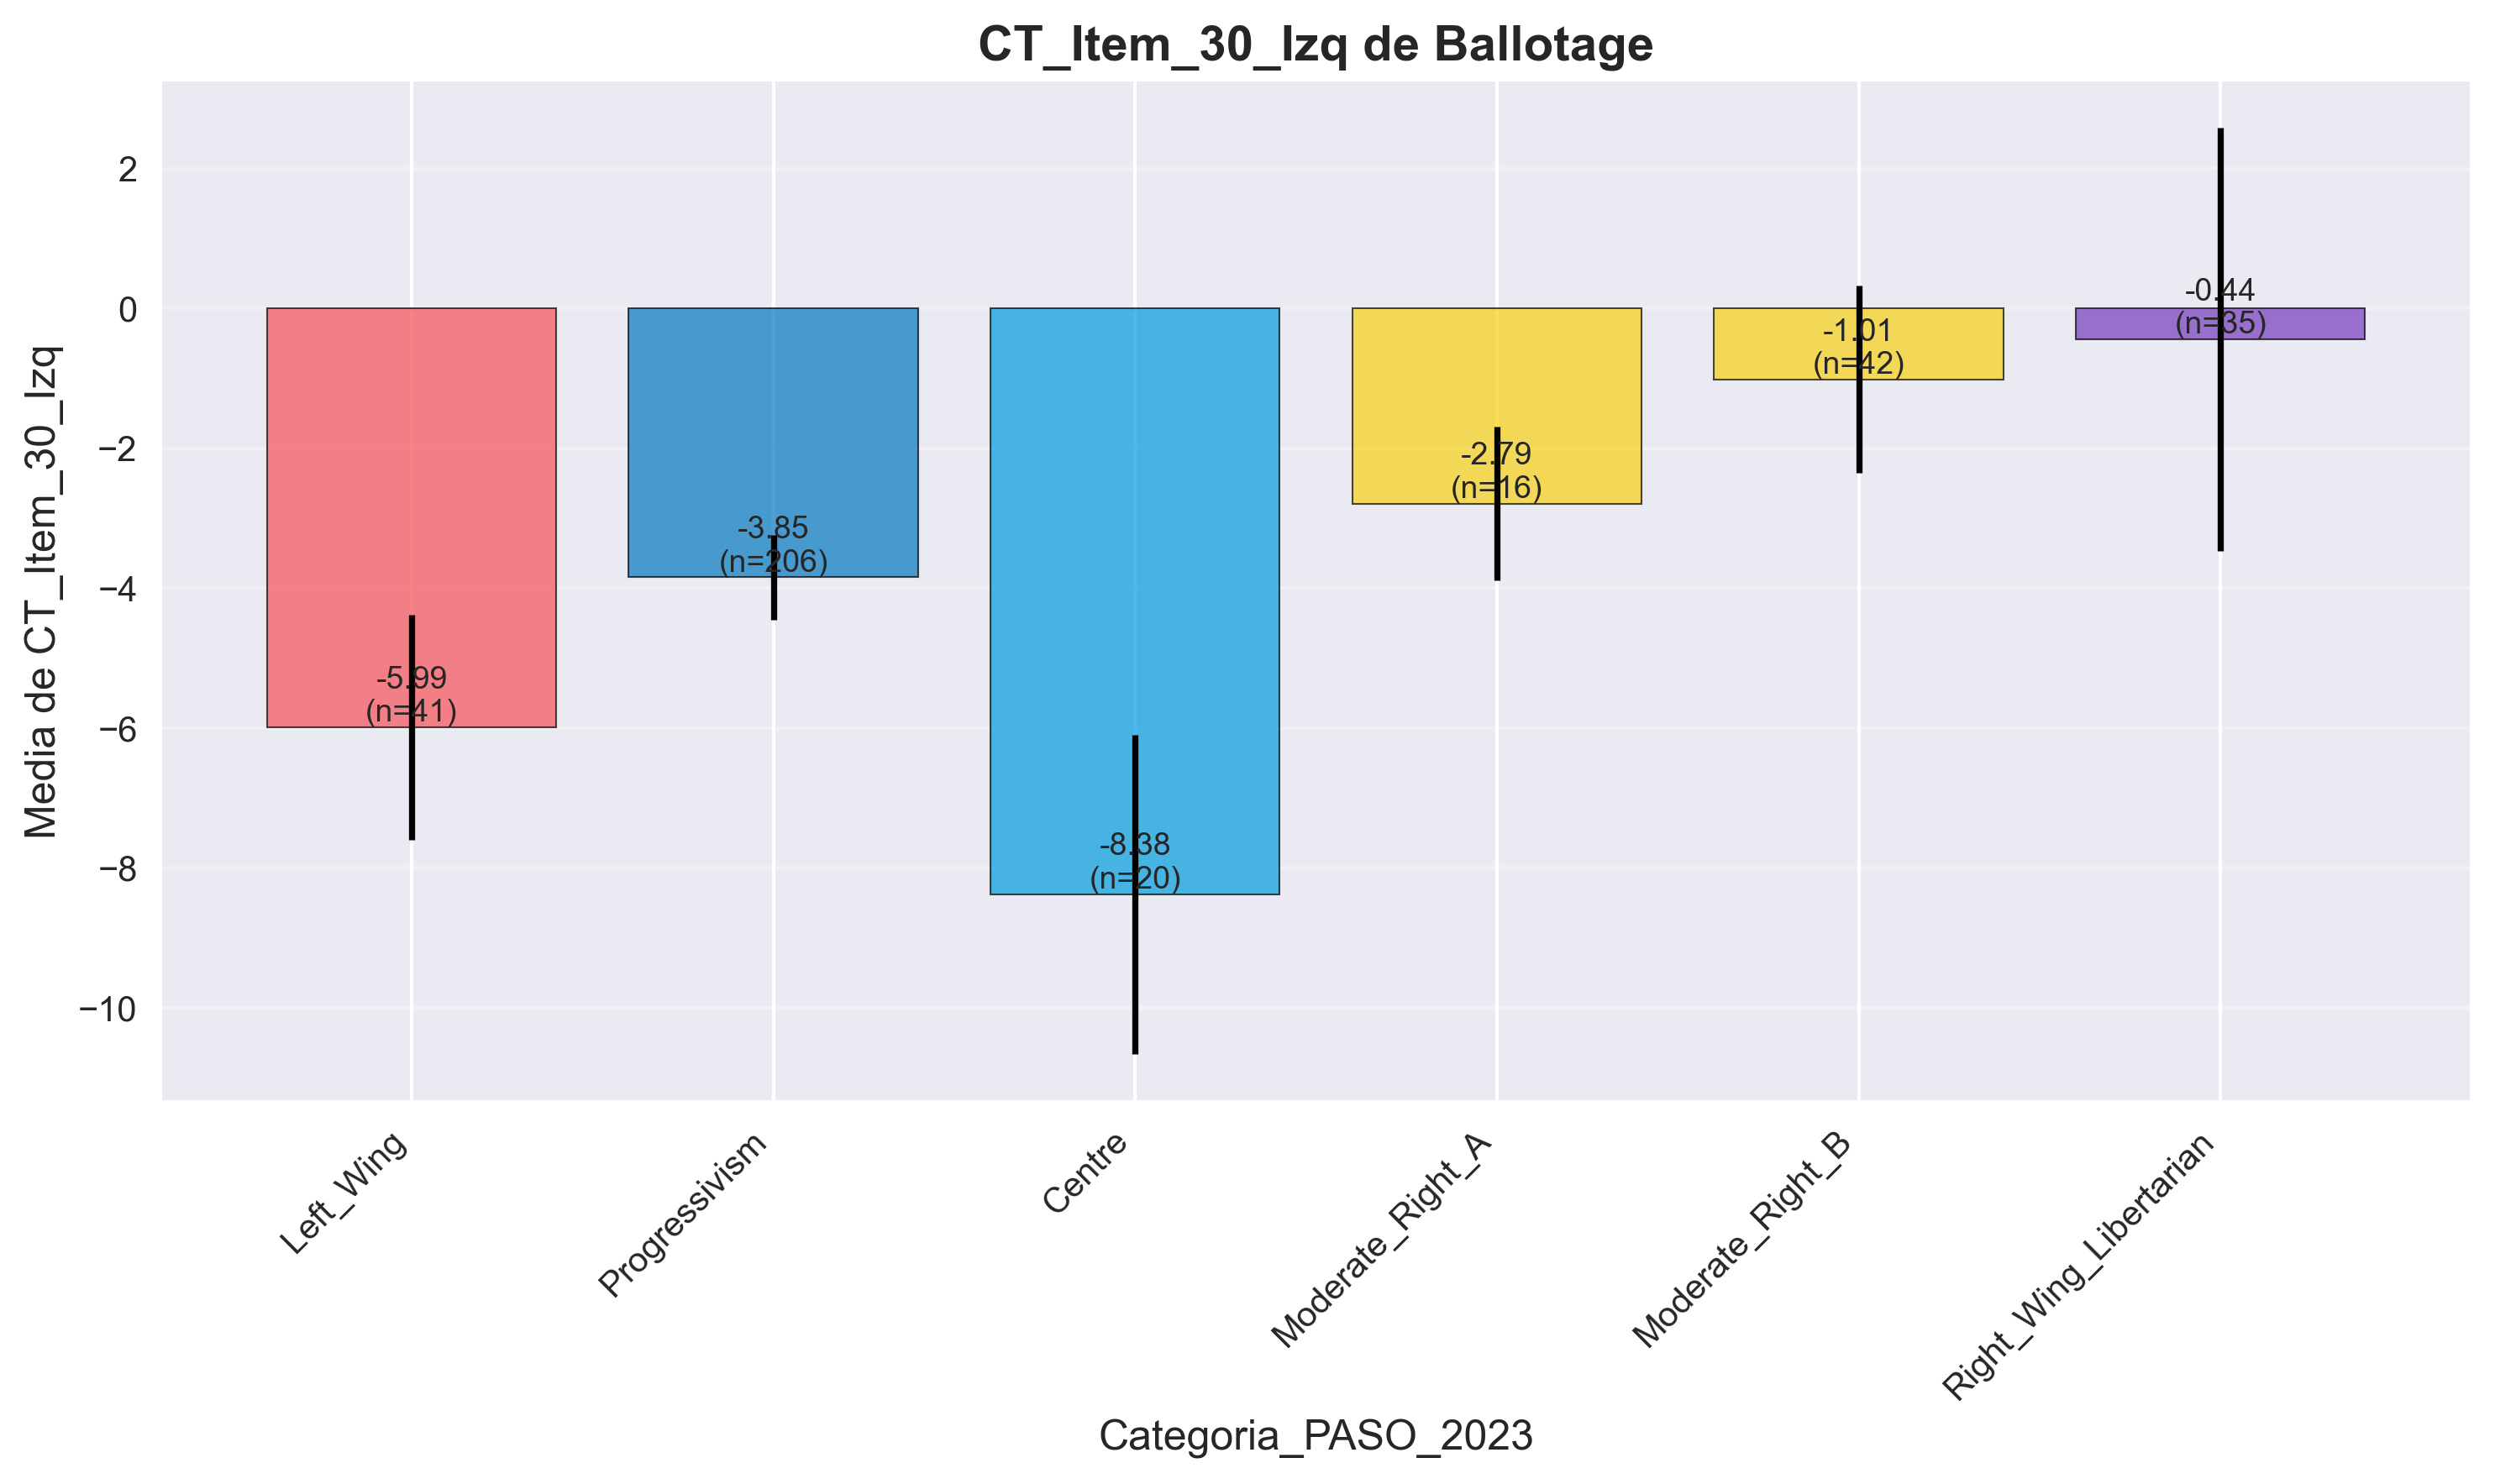 CT_Item_30_Izq de Ballotage
Media de CT_Item_30_Izq
2
0
−2
−4
−6
−8
−10
-5.99
(n=41)
-3.85
(n=206)
-8.38
(n=20)
-2.79
(n=16)
-1.01
(n=42)
-0.44
(n=35)
Left_Wing
Progressivism
Centre
Moderate_Right_A
Moderate_Right_B
Right_Wing_Libertarian
Categoria_PASO_2023